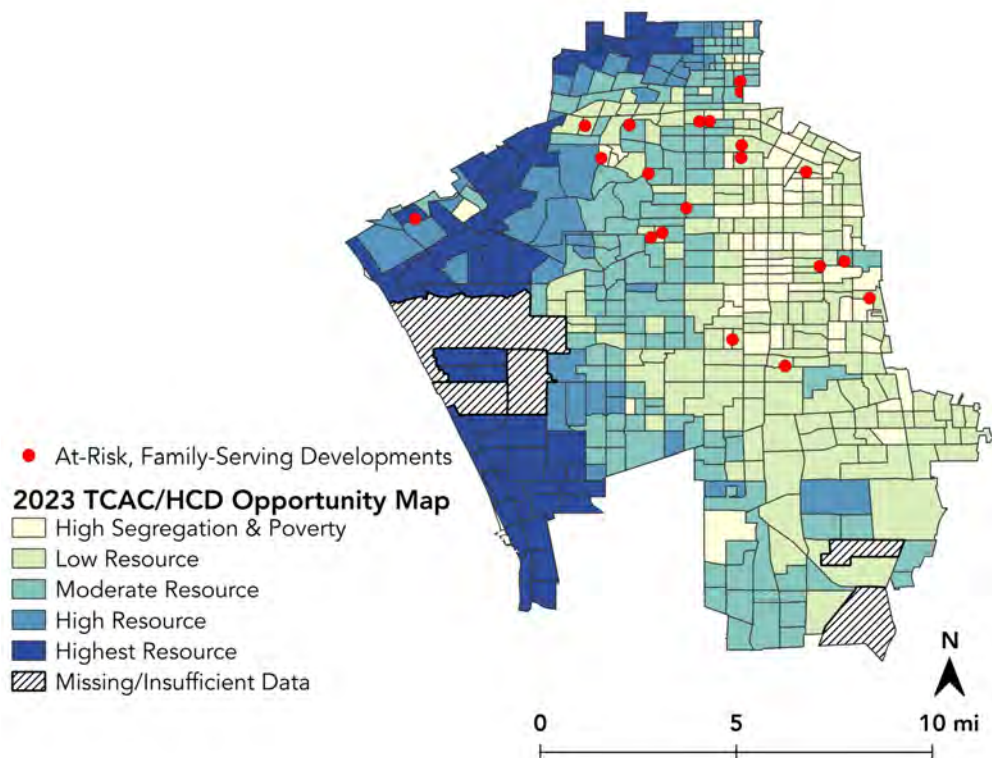 At-Risk, Family-Serving Developments
2023 TCAC/HCD Opportunity Map
High Segregation & Poverty
Low Resource
Moderate Resource
High Resource
Highest Resource
Missing/Insufficient Data
N
0 5 10 mi